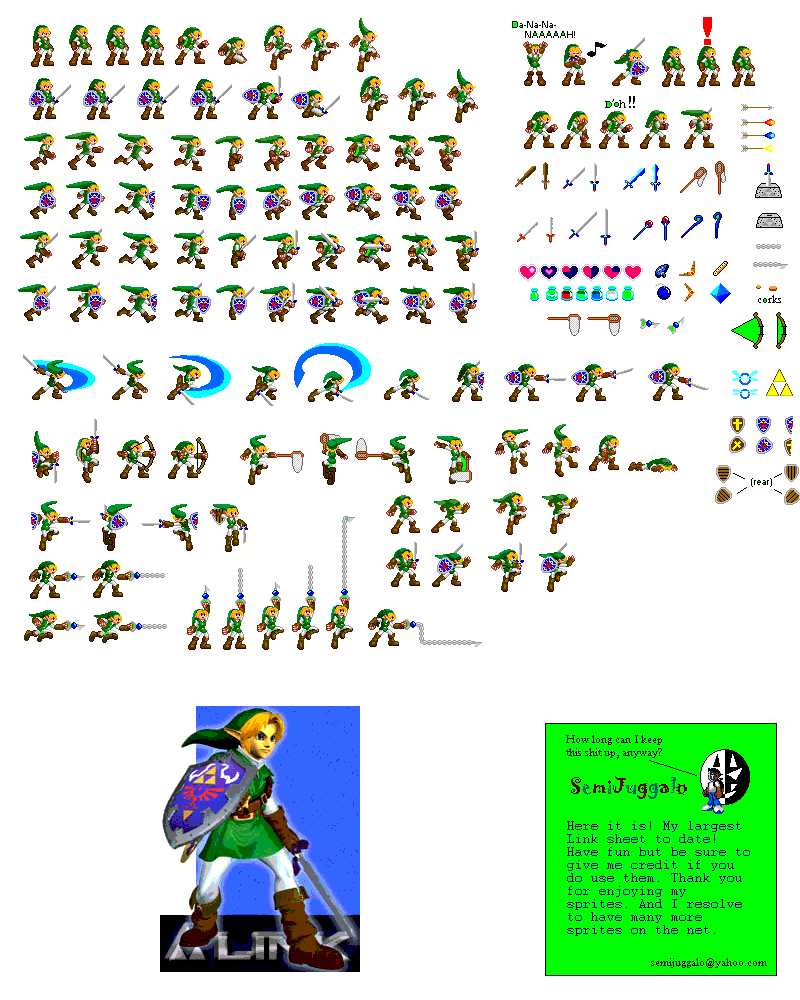 Da-Na-Na-
NAAAAAH!
D'oh!!
corks
(rear)
LINK
How long can I keep
this shit up, anyway?
SemiJuggalo
Here it is! My largest
Link sheet to date!
Have fun but be sure to
give me credit if you
do use them. Thank you
for enjoying my
sprites. And I resolve
to have many more
sprites on the net.
semijuggalo@yahoo.com